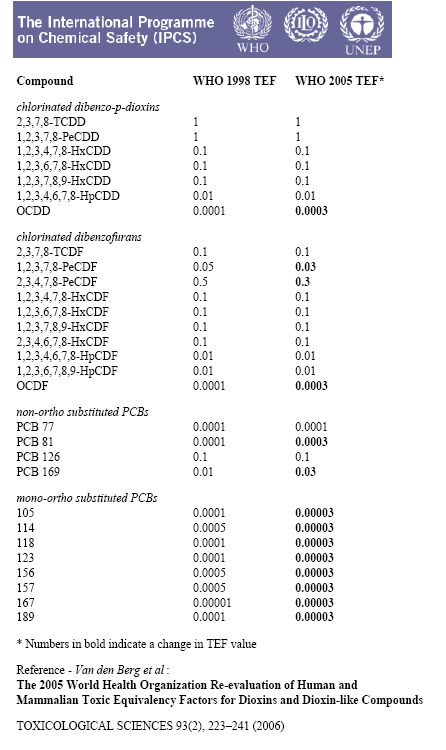 The International Programme
on Chemical Safety (IPCS)
WHO
UNEP
Compound WHO 1998 TEF WHO 2005 TEF*
chlorinated dibenzo-p-dioxins
2,3,7,8-TCDD 1 1
1,2,3,7,8-PeCDD 1 1
1,2,3,4,7,8-HxCDD 0.1 0.1
1,2,3,6,7,8-HxCDD 0.1 0.1
1,2,3,7,8,9-HxCDD 0.1 0.1
1,2,3,4,6,7,8-HpCDD 0.01 0.01
OCDD 0.0001 0.0003
chlorinated dibenzofurans
2,3,7,8-TCDF 0.1 0.1
1,2,3,7,8-PeCDF 0.05 0.03
2,3,4,7,8-PeCDF 0.5 0.3
1,2,3,4,7,8-HxCDF 0.1 0.1
1,2,3,6,7,8-HxCDF 0.1 0.1
1,2,3,7,8,9-HxCDF 0.1 0.1
2,3,4,6,7,8-HxCDF 0.1 0.1
1,2,3,4,6,7,8-HpCDF 0.01 0.01
1,2,3,6,7,8,9-HpCDF 0.01 0.01
OCDF 0.0001 0.0003
non-ortho substituted PCBs
PCB 77 0.0001 0.0001
PCB 81 0.0001 0.0003
PCB 126 0.1 0.1
PCB 169 0.01 0.03
mono-ortho substituted PCBs
105 0.0001 0.00003
114 0.0005 0.00003
118 0.0001 0.00003
123 0.0001 0.00003
156 0.0005 0.00003
157 0.0005 0.00003
167 0.00001 0.00003
189 0.0001 0.00003
* Numbers in bold indicate a change in TEF value
Reference - Van den Berg et al :
The 2005 World Health Organization Re-evaluation of Human and
Mammalian Toxic Equivalency Factors for Dioxins and Dioxin-like Compounds
TOXICOLOGICAL SCIENCES 93(2), 223–241 (2006)